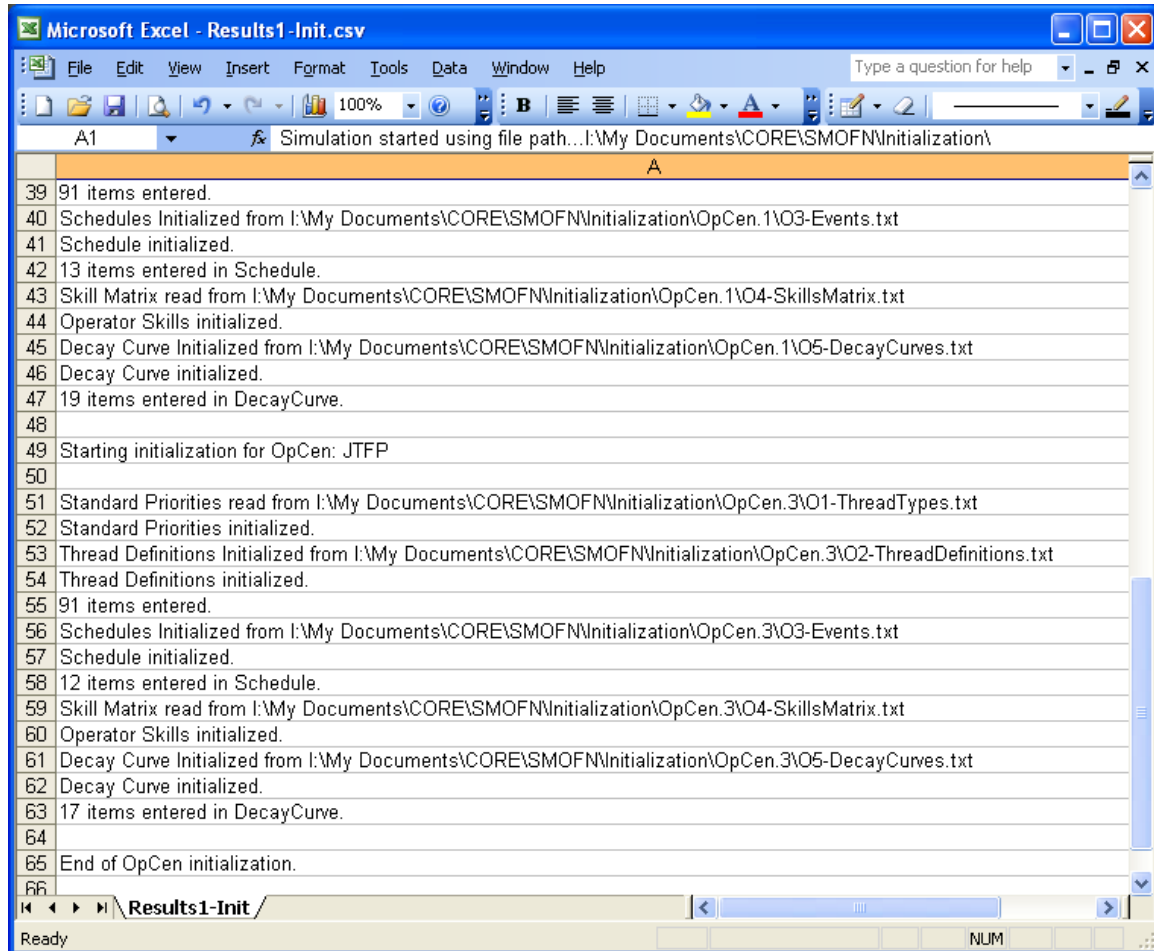 Microsoft Excel - Results1-Init.csv
File Edit View Insert Format Tools Data Window Help Type a question for help
100% B A
A1 fx Simulation started using file path...I:\My Documents\CORE\SMOFN\Initialization\
A
39 91 items entered.
40 Schedules Initialized from I:\My Documents\CORE\SMOFN\Initialization\OpCen.1\O3-Events.txt
41 Schedule initialized.
42 13 items entered in Schedule.
43 Skill Matrix read from I:\My Documents\CORE\SMOFN\Initialization\OpCen.1\O4-SkillsMatrix.txt
44 Operator Skills initialized.
45 Decay Curve Initialized from I:\My Documents\CORE\SMOFN\Initialization\OpCen.1\O5-DecayCurves.txt
46 Decay Curve initialized.
47 19 items entered in DecayCurve.
48
49 Starting initialization for OpCen: JTFP
50
51 Standard Priorities read from I:\My Documents\CORE\SMOFN\Initialization\OpCen.3\O1-ThreadTypes.txt
52 Standard Priorities initialized.
53 Thread Definitions Initialized from I:\My Documents\CORE\SMOFN\Initialization\OpCen.3\O2-ThreadDefinitions.txt
54 Thread Definitions initialized.
55 91 items entered.
56 Schedules Initialized from I:\My Documents\CORE\SMOFN\Initialization\OpCen.3\O3-Events.txt
57 Schedule initialized.
58 12 items entered in Schedule.
59 Skill Matrix read from I:\My Documents\CORE\SMOFN\Initialization\OpCen.3\O4-SkillsMatrix.txt
60 Operator Skills initialized.
61 Decay Curve Initialized from I:\My Documents\CORE\SMOFN\Initialization\OpCen.3\O5-DecayCurves.txt
62 Decay Curve initialized.
63 17 items entered in DecayCurve.
64
65 End of OpCen initialization.
66
Results1-Init
Ready NUM